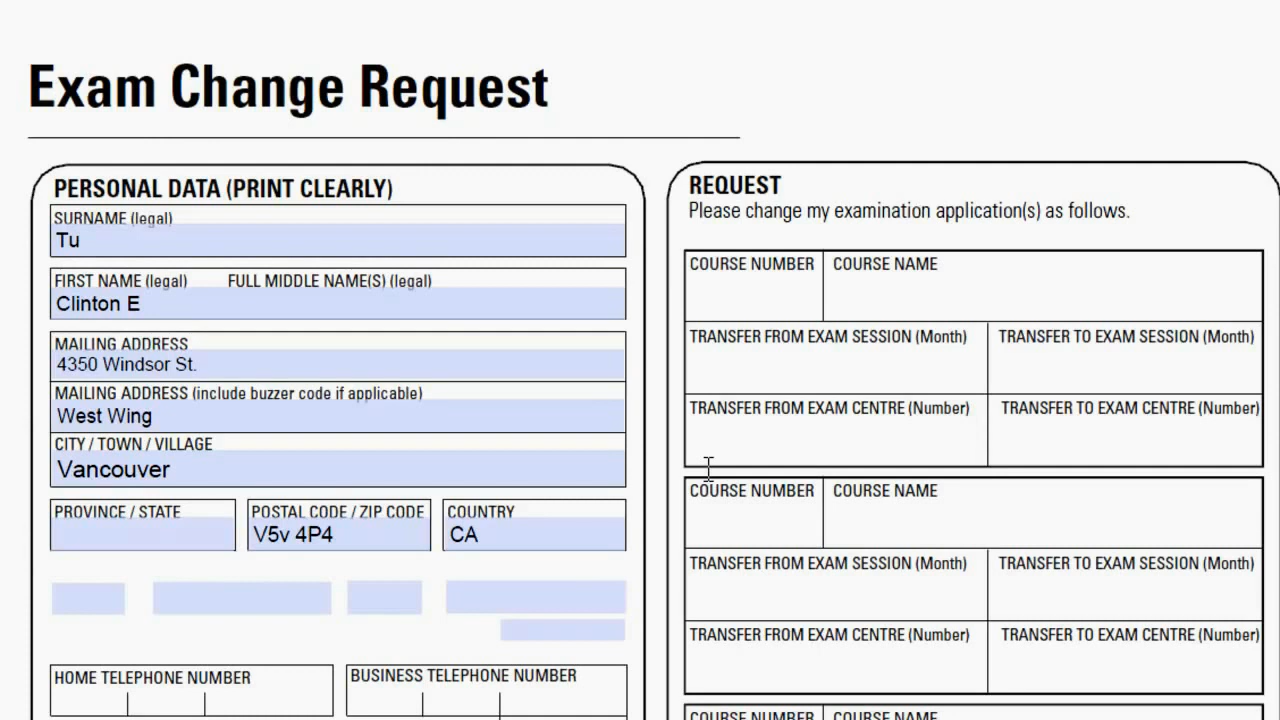 Exam Change Request
PERSONAL DATA (PRINT CLEARLY)
SURNAME (legal)
Tu
FIRST NAME (legal) FULL MIDDLE NAME(S) (legal)
Clinton E
MAILING ADDRESS
4350 Windsor St.
MAILING ADDRESS (include buzzer code if applicable)
West Wing
CITY / TOWN / VILLAGE
Vancouver
PROVINCE / STATE POSTAL CODE / ZIP CODE COUNTRY
V5v 4P4 CA
HOME TELEPHONE NUMBER BUSINESS TELEPHONE NUMBER
REQUEST
Please change my examination application(s) as follows.
COURSE NUMBER COURSE NAME
TRANSFER FROM EXAM SESSION (Month) TRANSFER TO EXAM SESSION (Month)
TRANSFER FROM EXAM CENTRE (Number) TRANSFER TO EXAM CENTRE (Number)
COURSE NUMBER COURSE NAME
TRANSFER FROM EXAM SESSION (Month) TRANSFER TO EXAM SESSION (Month)
TRANSFER FROM EXAM CENTRE (Number) TRANSFER TO EXAM CENTRE (Number)
COURSE NUMBER COURSE NAME